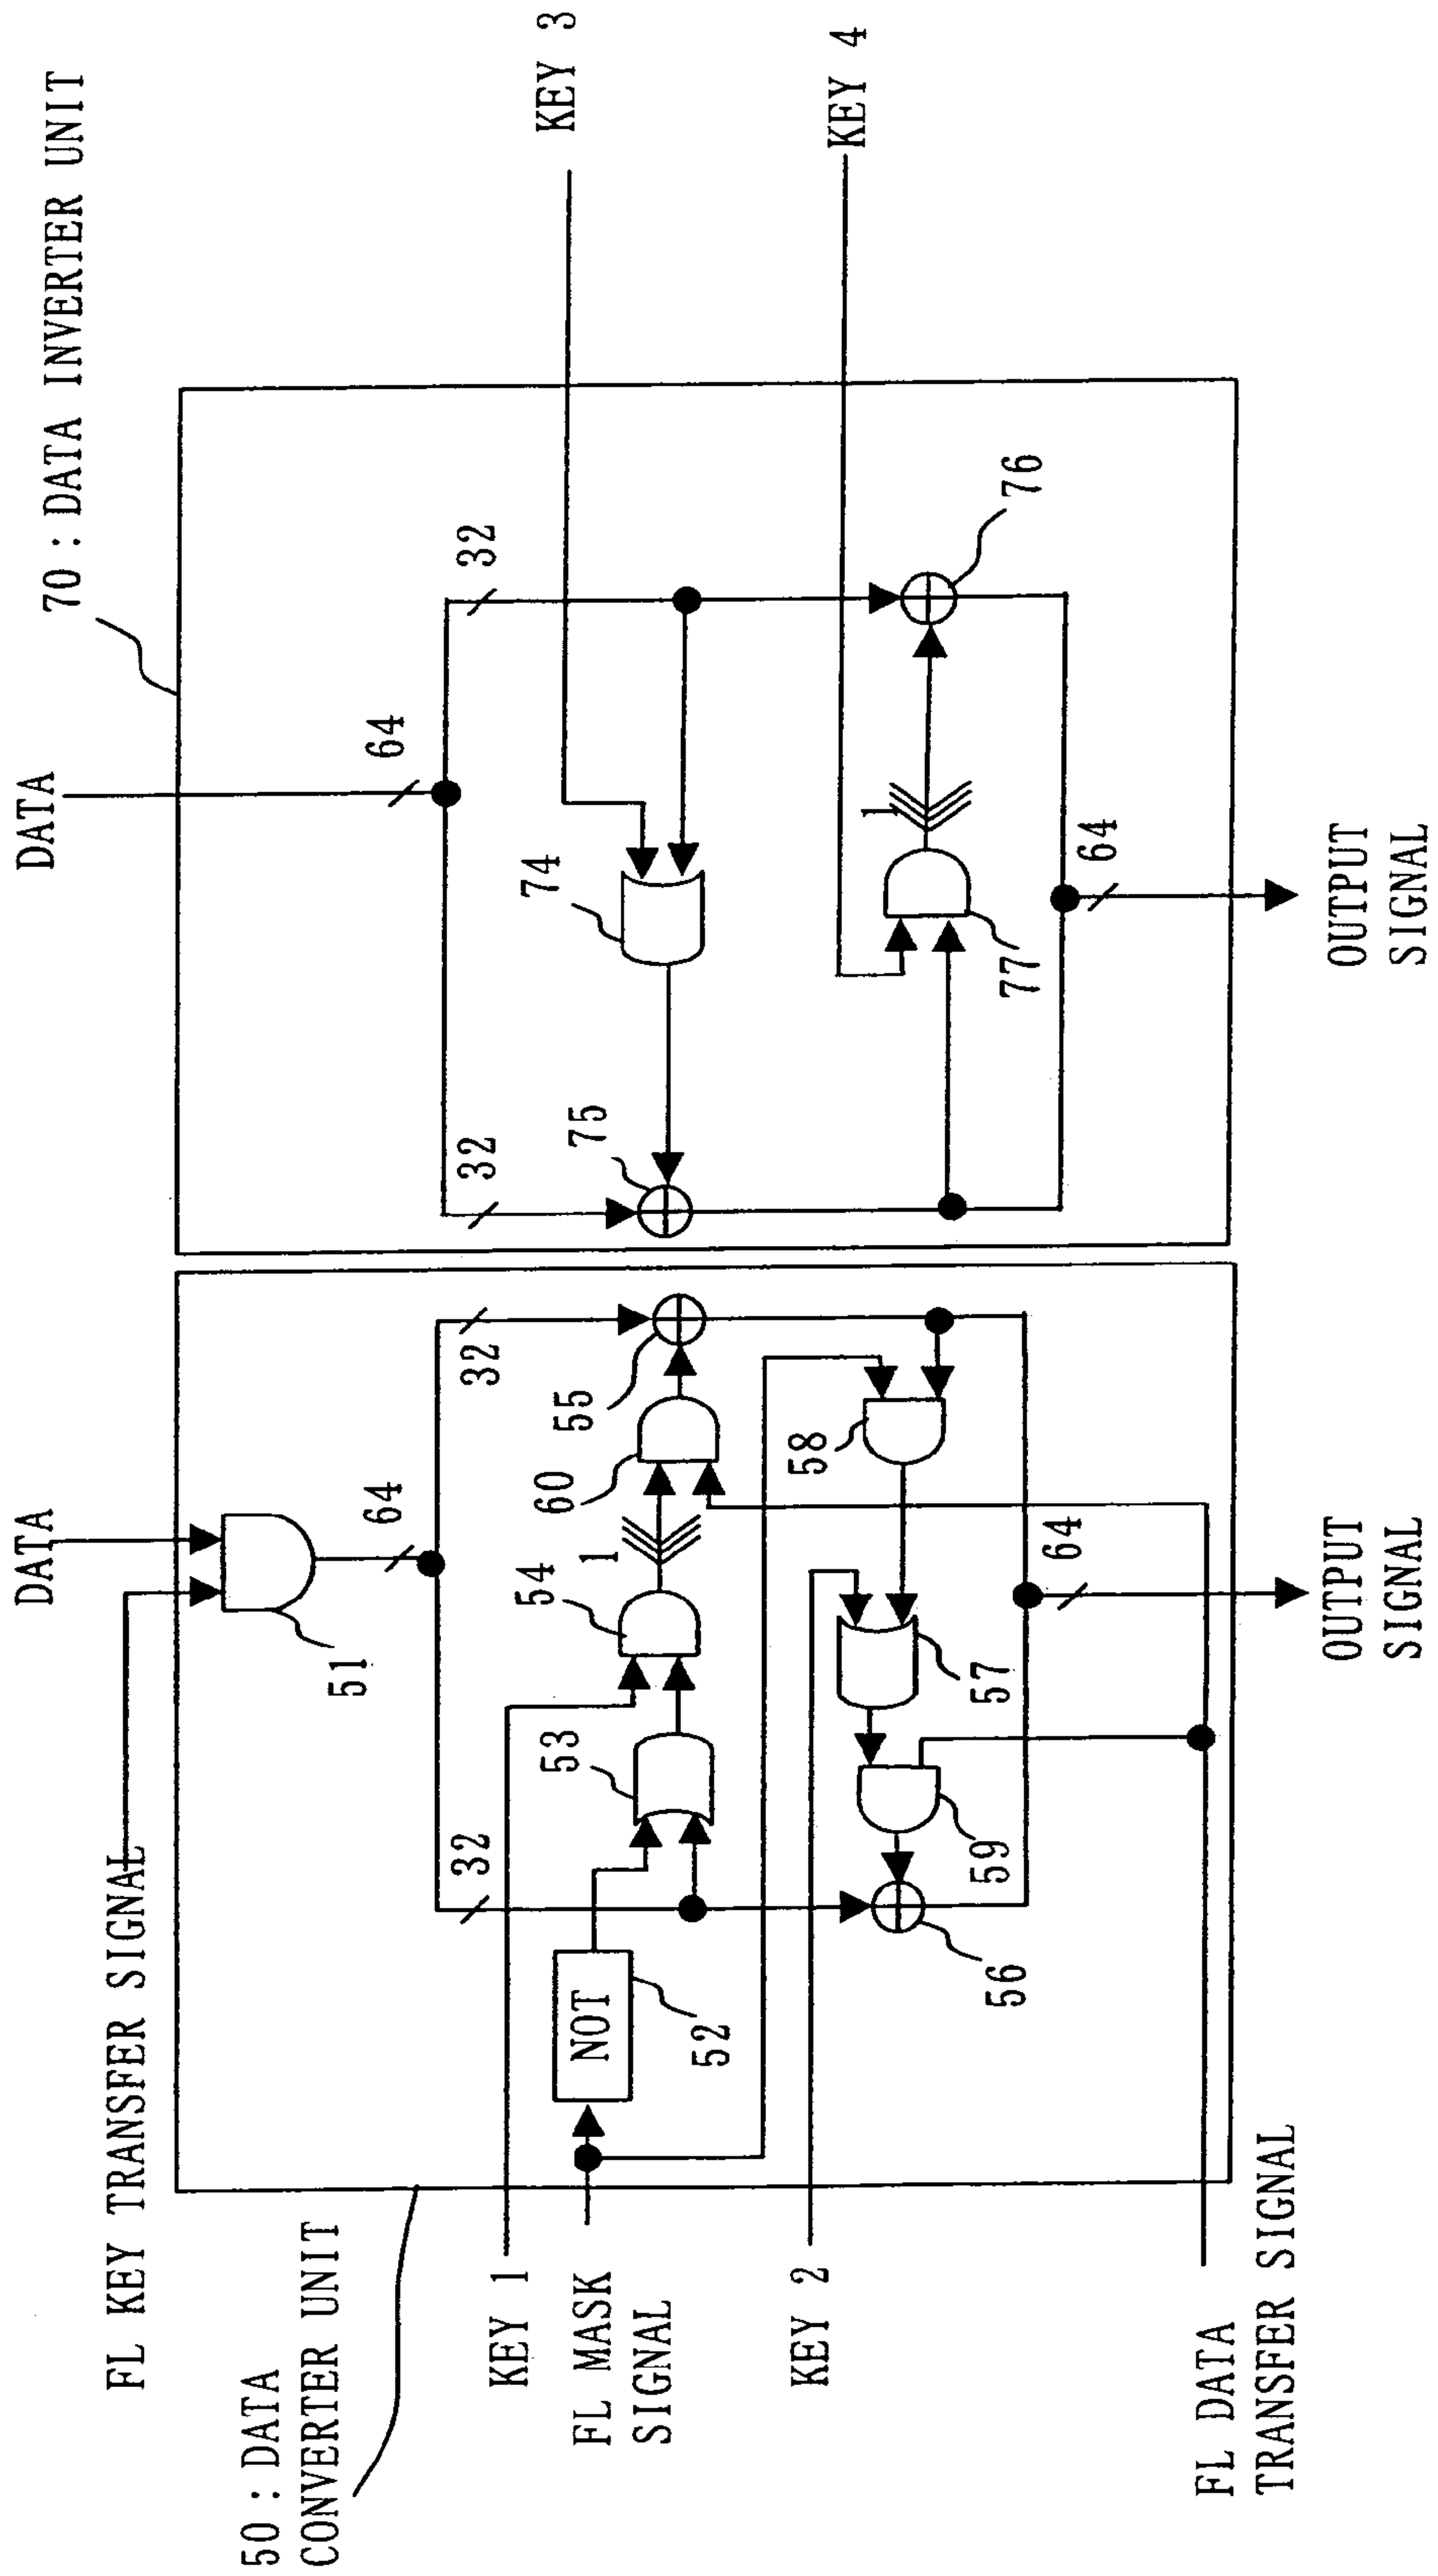 70 : DATA INVERTER UNIT
DATA
64
32
32
KEY 3
KEY 4
74
75
76
77
1
64
OUTPUT
SIGNAL
50 : DATA
CONVERTER UNIT
FL KEY TRANSFER SIGNAL
DATA
51
64
32
32
KEY 1
FL MASK
SIGNAL
NOT
52
53
54
1
60
55
KEY 2
58
57
59
56
64
FL DATA
TRANSFER SIGNAL
OUTPUT
SIGNAL